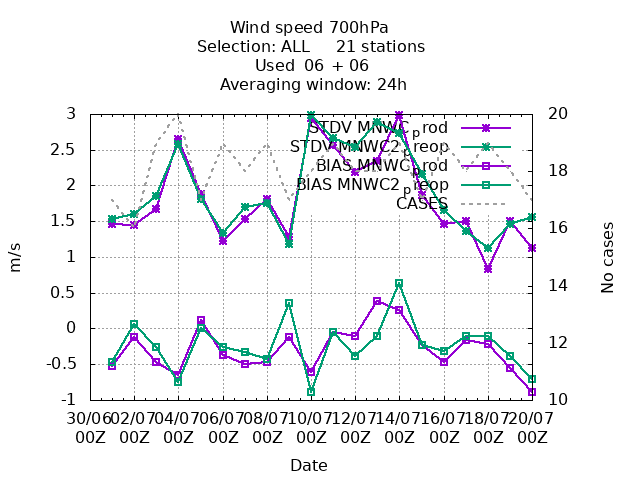 Wind speed 700hPa
Selection: ALL 21 stations
Used 06 + 06
Averaging window: 24h
3
2.5
2
1.5
1
0.5
0
-0.5
-1
m/s
20
18
16
14
12
10
No cases
STDV MNWC_prod
STDV MNWC2_preop
BIAS MNWC_prod
BIAS MNWC2_preop
CASES
30/06 02/07 04/07 06/07 08/07 10/07 12/07 14/07 16/07 18/07 20/07
00Z 00Z 00Z 00Z 00Z 00Z 00Z 00Z 00Z 00Z 00Z
Date